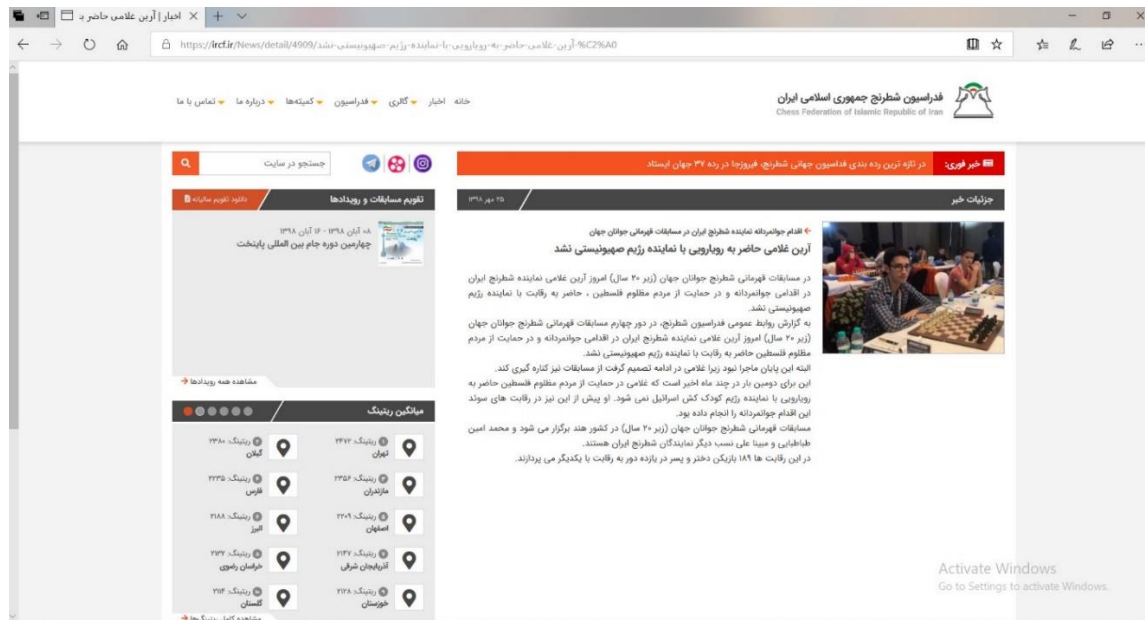 اخبار | آرین غلامی حاضر ب
https://ircf.ir/News/detail/4909/آرین-غلامی-حاضر-به-رویارویی-با-نماینده-رژیم-صهیونیستی-نشد-%C2%A0
فدراسیون شطرنج جمهوری اسلامی ایران
Chess Federation of Islamic Republic of Iran
خانه اخبار گالری فدراسیون کمیته‌ها درباره ما تماس با ما
خبر فوری: در تازه ترین رده بندی فداسیون جهانی شطرنج، فیروزجا در رده ۳۷ جهان ایستاد
جستجو در سایت
جزئیات خبر
۲۵ مهر ۱۳۹۸
اقدام جوانمردانه نماینده شطرنج ایران در مسابقات قهرمانی جوانان جهان
آرین غلامی حاضر به رویارویی با نماینده رژیم صهیونیستی نشد
در مسابقات قهرمانی شطرنج جوانان جهان (زیر ۲۰ سال) امروز آرین غلامی نماینده شطرنج ایران
در اقدامی جوانمردانه و در حمایت از مردم مظلوم فلسطین ، حاضر به رقابت با نماینده رژیم
صهیونیستی نشد.
به گزارش روابط عمومی فدراسیون شطرنج، در دور چهارم مسابقات قهرمانی شطرنج جوانان جهان
(زیر ۲۰ سال) امروز آرین غلامی نماینده شطرنج ایران در اقدامی جوانمردانه و در حمایت از مردم
مظلوم فلسطین حاضر به رقابت با نماینده رژیم صهیونیستی نشد.
البته این پایان ماجرا نبود زیرا غلامی در ادامه تصمیم گرفت از مسابقات نیز کناره گیری کند.
این برای دومین بار در چند ماه اخیر است که غلامی در حمایت از مردم مظلوم فلسطین حاضر به
رویارویی با نماینده رژیم کودک کش اسرائیل نمی شود. او پیش از این نیز در رقابت های سوئد
این اقدام جوانمردانه را انجام داده بود.
مسابقات قهرمانی شطرنج جوانان جهان (زیر ۲۰ سال) در کشور هند برگزار می شود و محمد امین
طباطبایی و مبینا علی نسب دیگر نمایندگان شطرنج ایران هستند.
در این رقابت ها ۱۸۹ بازیکن دختر و پسر در یازده دور به رقابت با یکدیگر می پردازند.
تقویم مسابقات و رویدادها
دانلود تقویم سالیانه
۰۸ آبان ۱۳۹۸ - ۱۶ آبان ۱۳۹۸
چهارمین دوره جام بین المللی پایتخت
مشاهده همه رویدادها
میانگین ریتینگ
ریتینگ: ۲۴۷۲
تهران
ریتینگ: ۲۳۸۰
گیلان
ریتینگ: ۲۳۵۶
مازندران
ریتینگ: ۲۲۳۵
فارس
ریتینگ: ۲۲۰۹
اصفهان
ریتینگ: ۲۱۸۸
البرز
ریتینگ: ۲۱۴۷
آذربایجان شرقی
ریتینگ: ۲۱۳۲
خراسان رضوی
ریتینگ: ۲۱۲۸
خوزستان
ریتینگ: ۲۱۱۴
گلستان
مشاهده کامل ریتینگ‌ها
Activate Windows
Go to Settings to activate Windows.